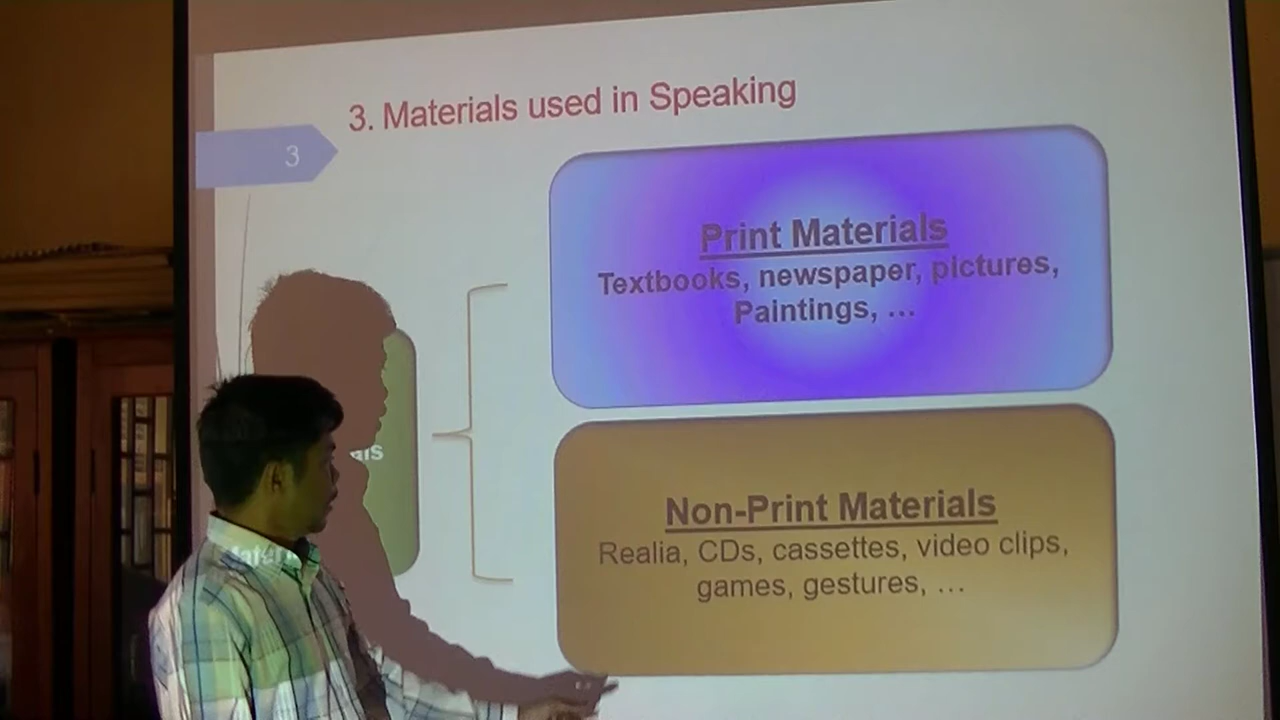 3. Materials used in Speaking
3
Print Materials
Textbooks, newspaper, pictures,
Paintings, ...
Non-Print Materials
Realia, CDs, cassettes, video clips,
games, gestures, ...